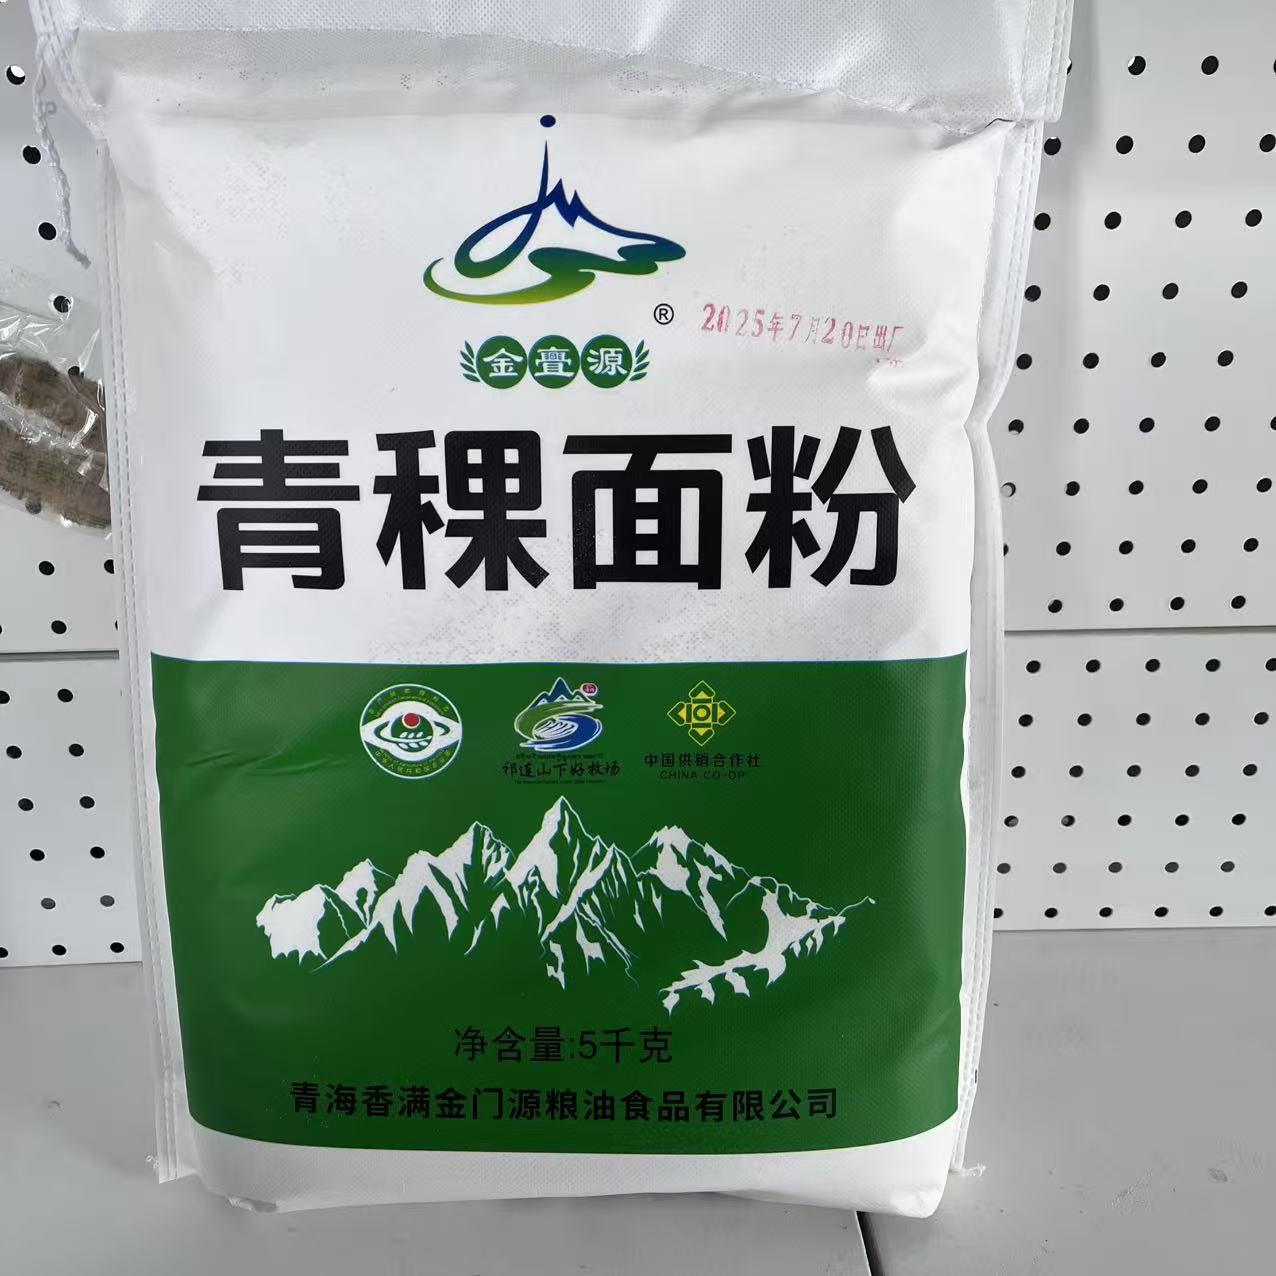 ®
2025年7月20日出厂
金亹源
青稞面粉
祁连山下好牧场
中国供销合作社
CHINA CO-OP
净含量:5千克
青海香满金门源粮油食品有限公司